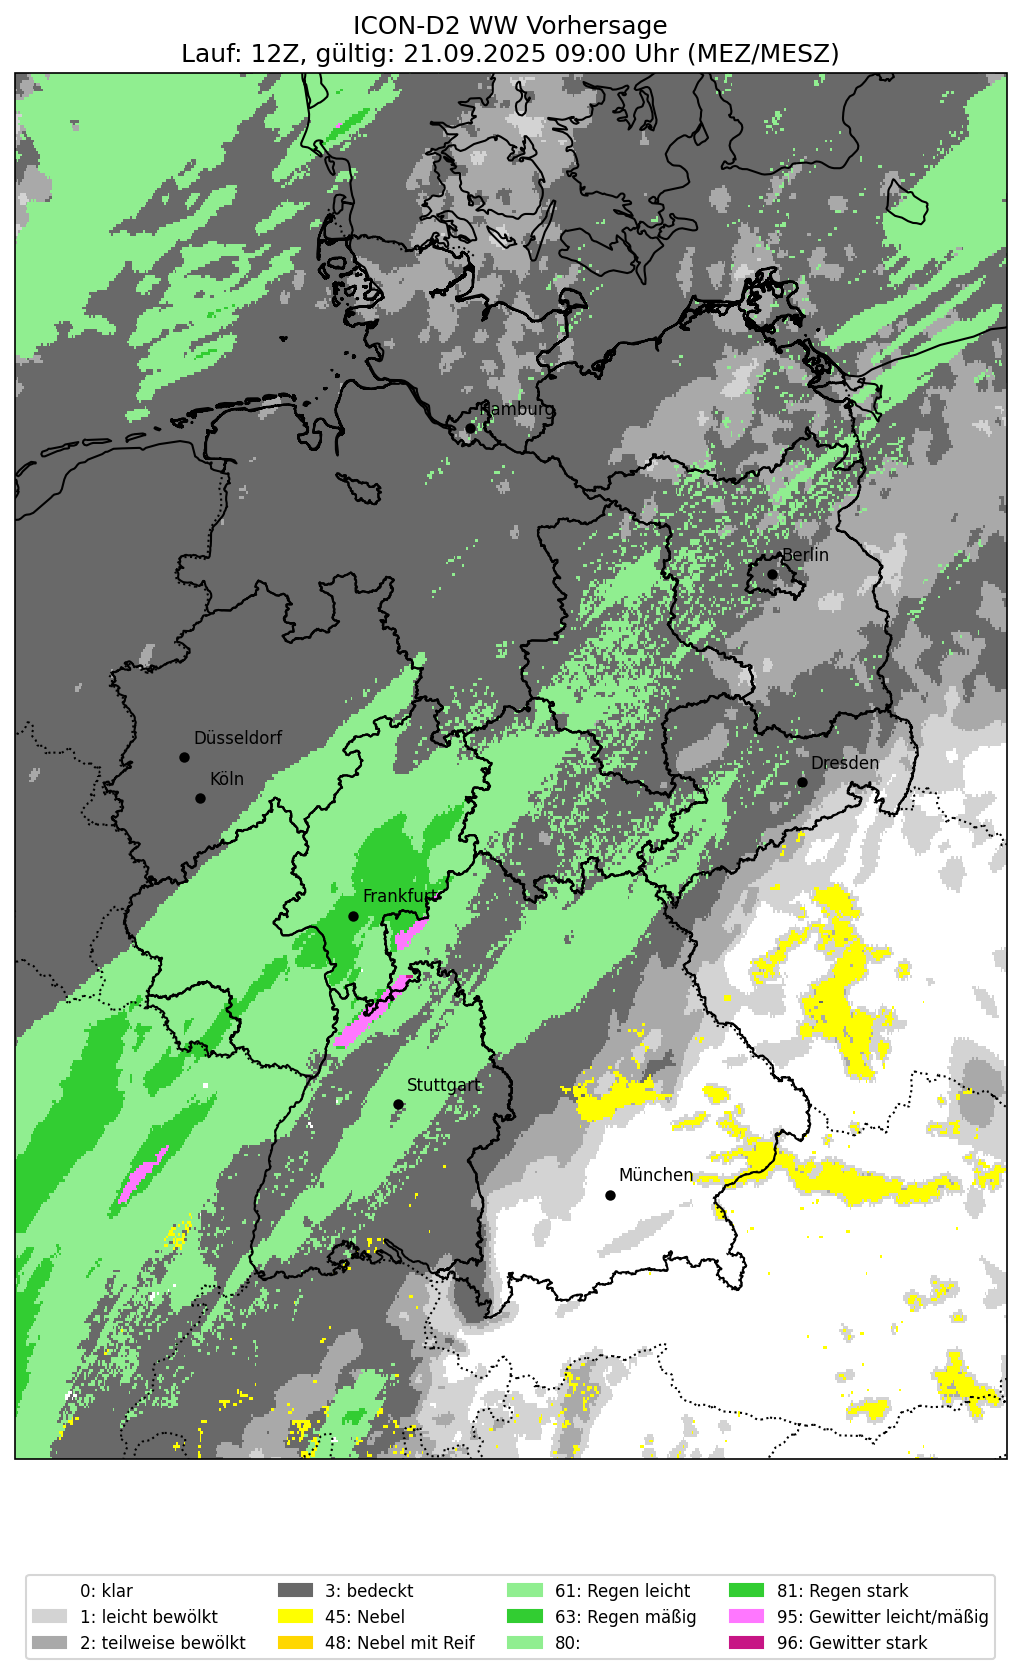 ICON-D2 WW Vorhersage
Lauf: 12Z, gültig: 21.09.2025 09:00 Uhr (MEZ/MESZ)
Hamburg
Berlin
Düsseldorf
Köln
Dresden
Frankfurt
Stuttgart
München
0: klar
1: leicht bewölkt
2: teilweise bewölkt
3: bedeckt
45: Nebel
48: Nebel mit Reif
61: Regen leicht
63: Regen mäßig
80:
81: Regen stark
95: Gewitter leicht/mäßig
96: Gewitter stark